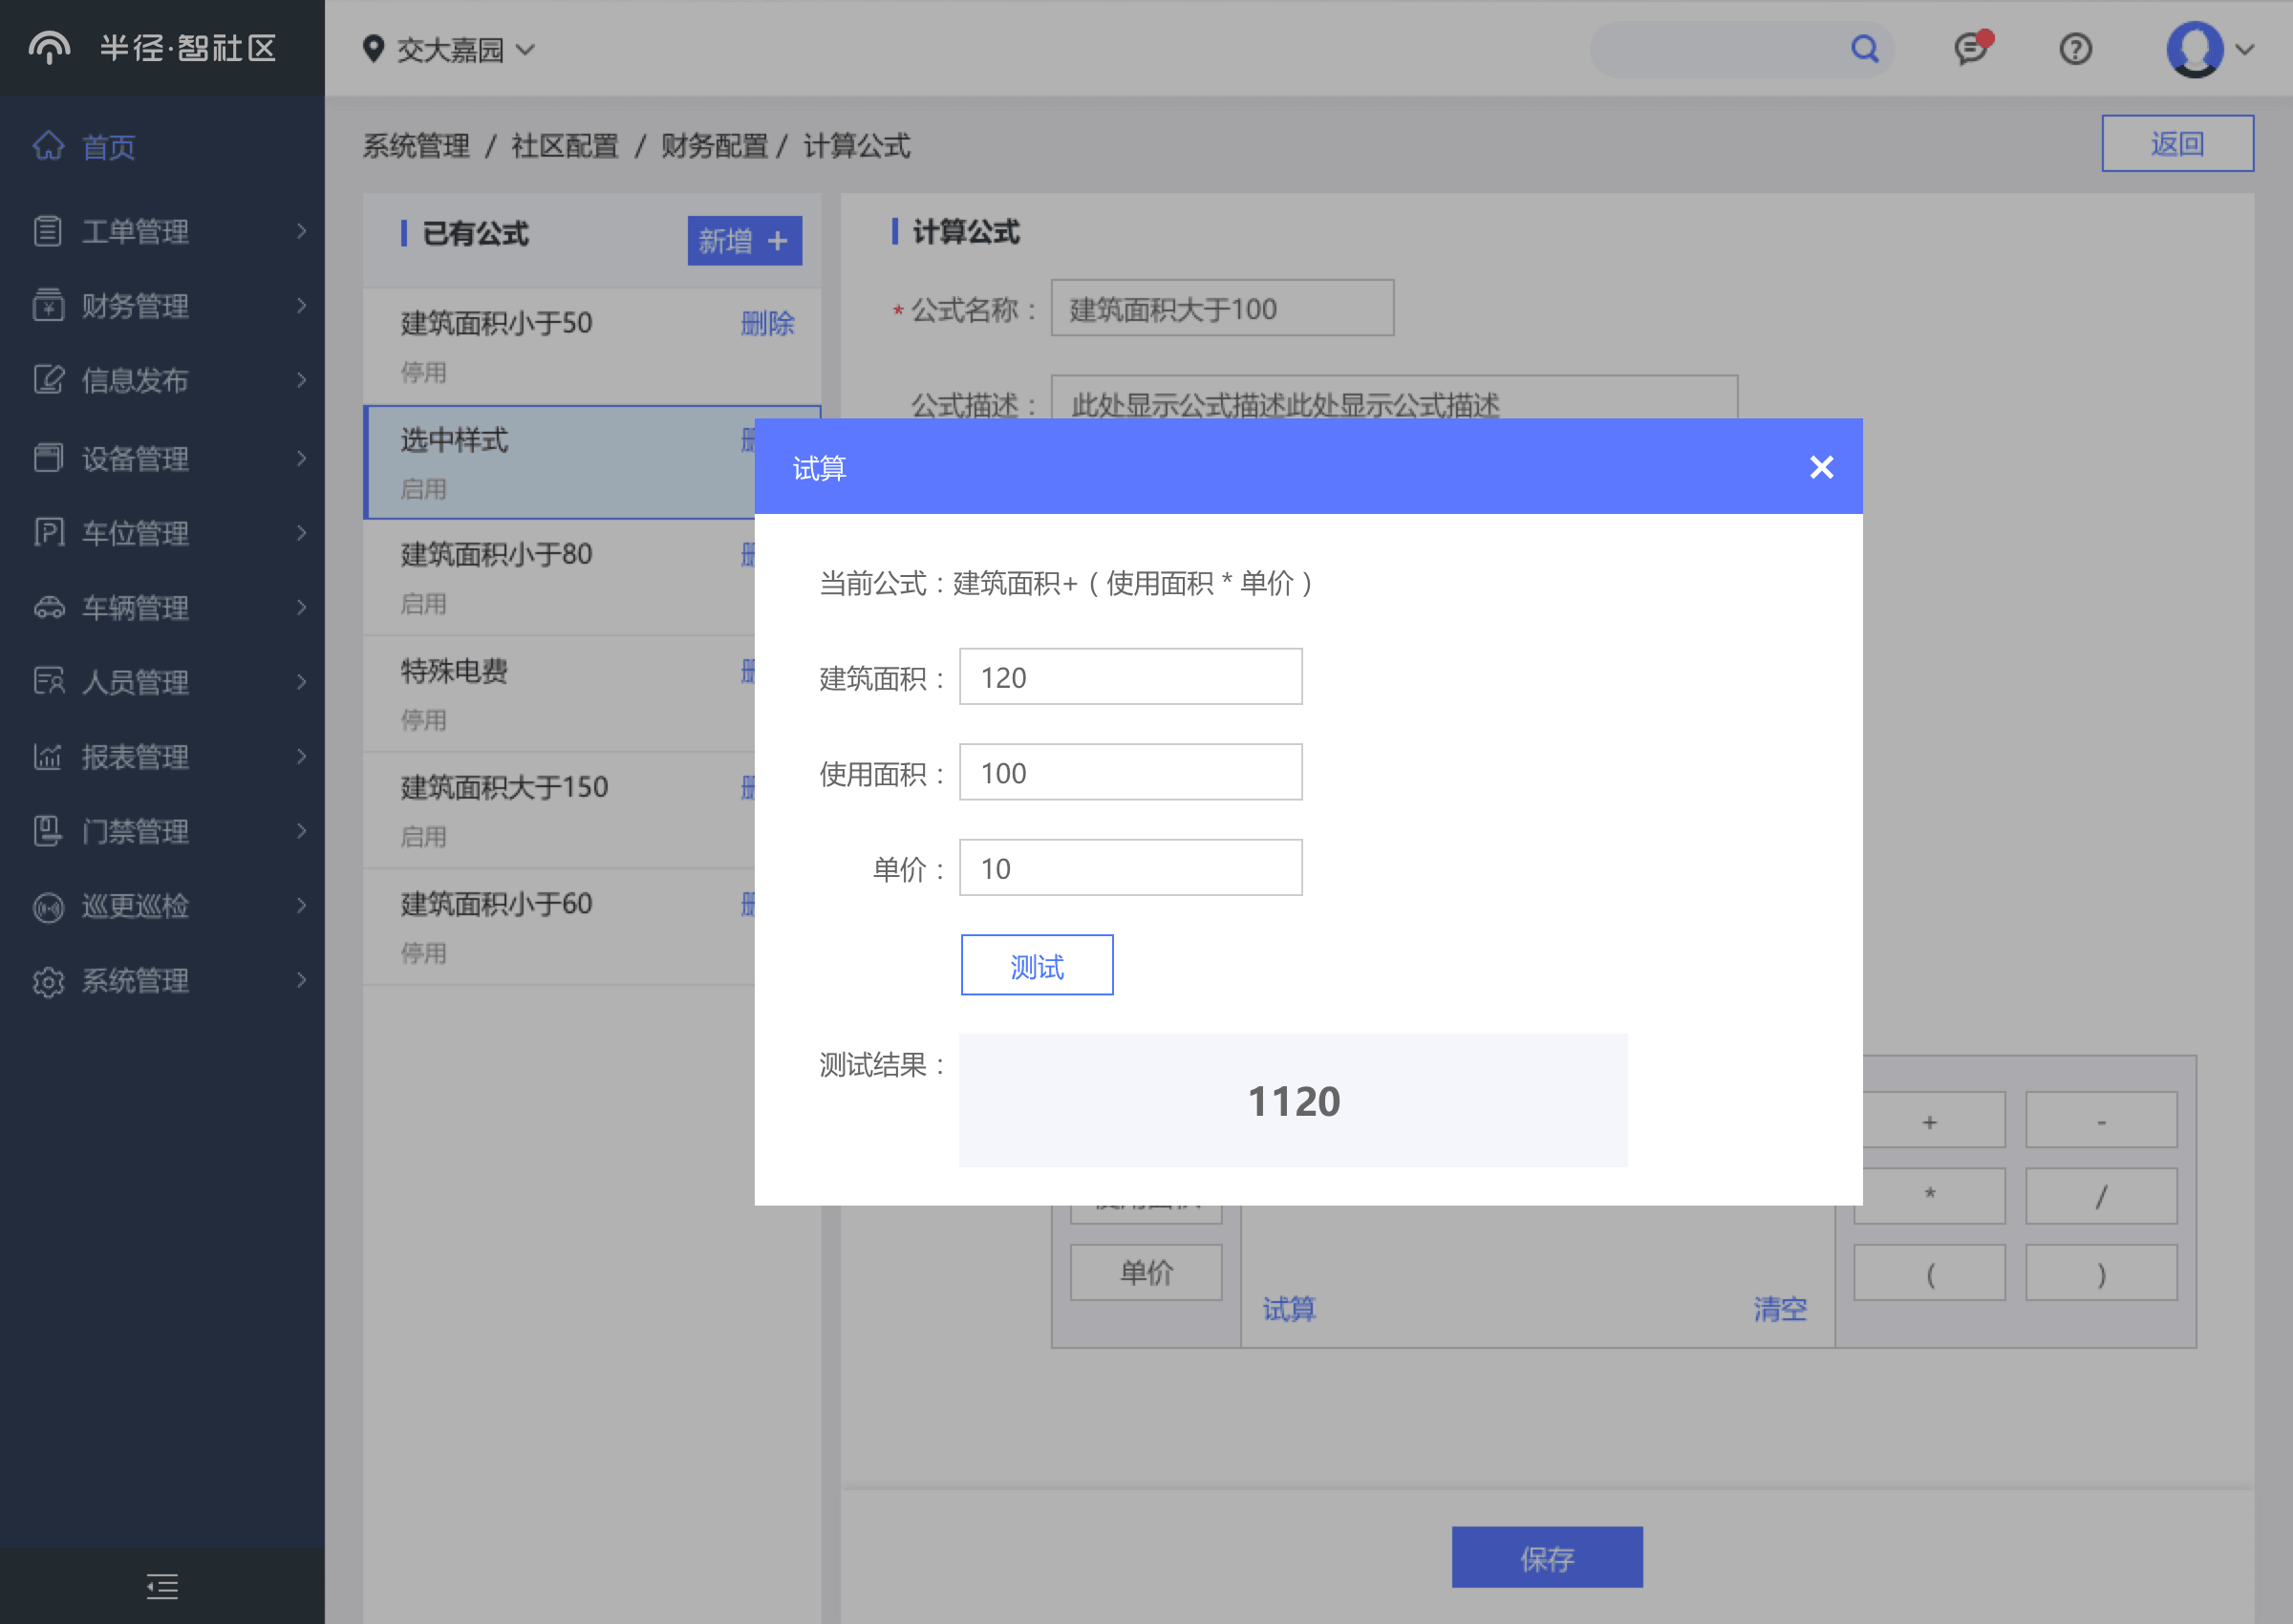 半径·智社区
交大嘉园
首页
工单管理
财务管理
信息发布
设备管理
车位管理
车辆管理
人员管理
报表管理
门禁管理
巡更巡检
系统管理
系统管理 / 社区配置 / 财务配置 / 计算公式
返回
已有公式
新增 +
建筑面积小于50
删除
停用
选中样式
启用
建筑面积小于80
启用
特殊电费
停用
建筑面积大于150
启用
建筑面积小于60
停用
计算公式
* 公式名称：
建筑面积大于100
公式描述：
此处显示公式描述此处显示公式描述
试算
当前公式：建筑面积+（使用面积 * 单价）
建筑面积：
120
使用面积：
100
单价：
10
测试
测试结果：
1120
+
-
*
/
单价
(
)
试算
清空
保存